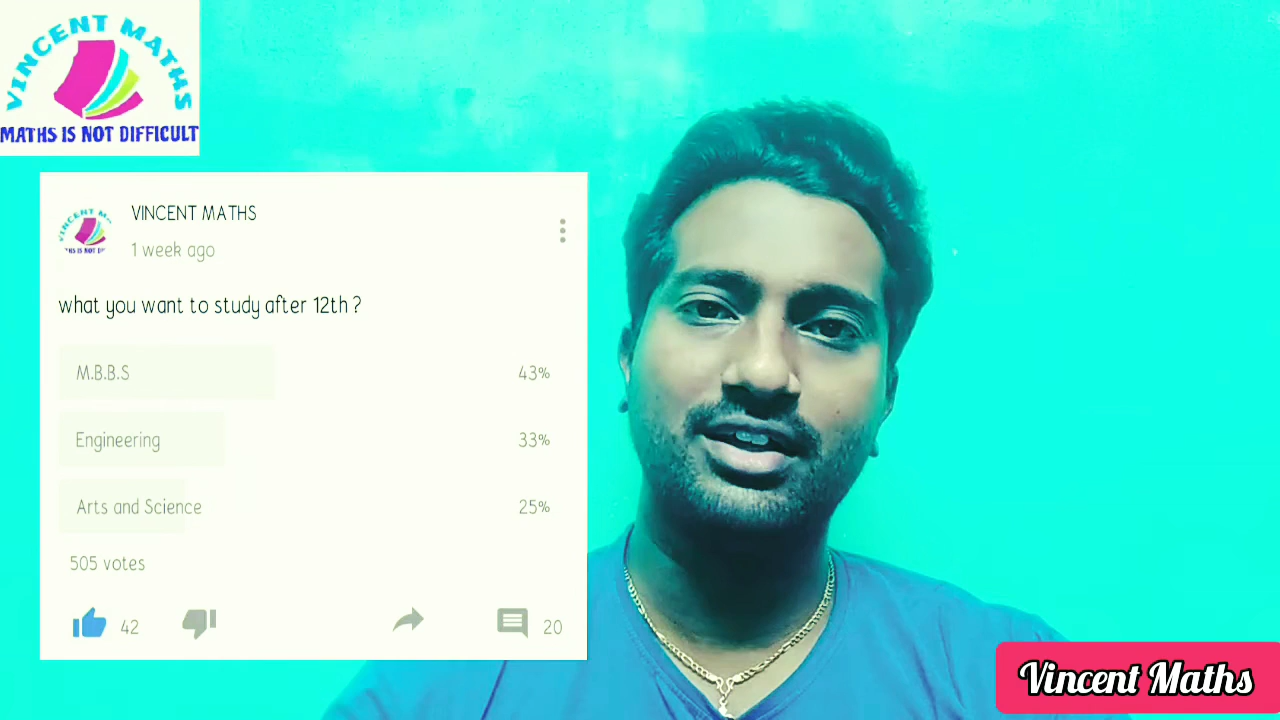 VINCENT MATHS
MATHS IS NOT DIFFICULT
VINCENT MATHS
1 week ago
what you want to study after 12th ?
M.B.B.S 43%
Engineering 33%
Arts and Science 25%
505 votes
42 20
Vincent Maths